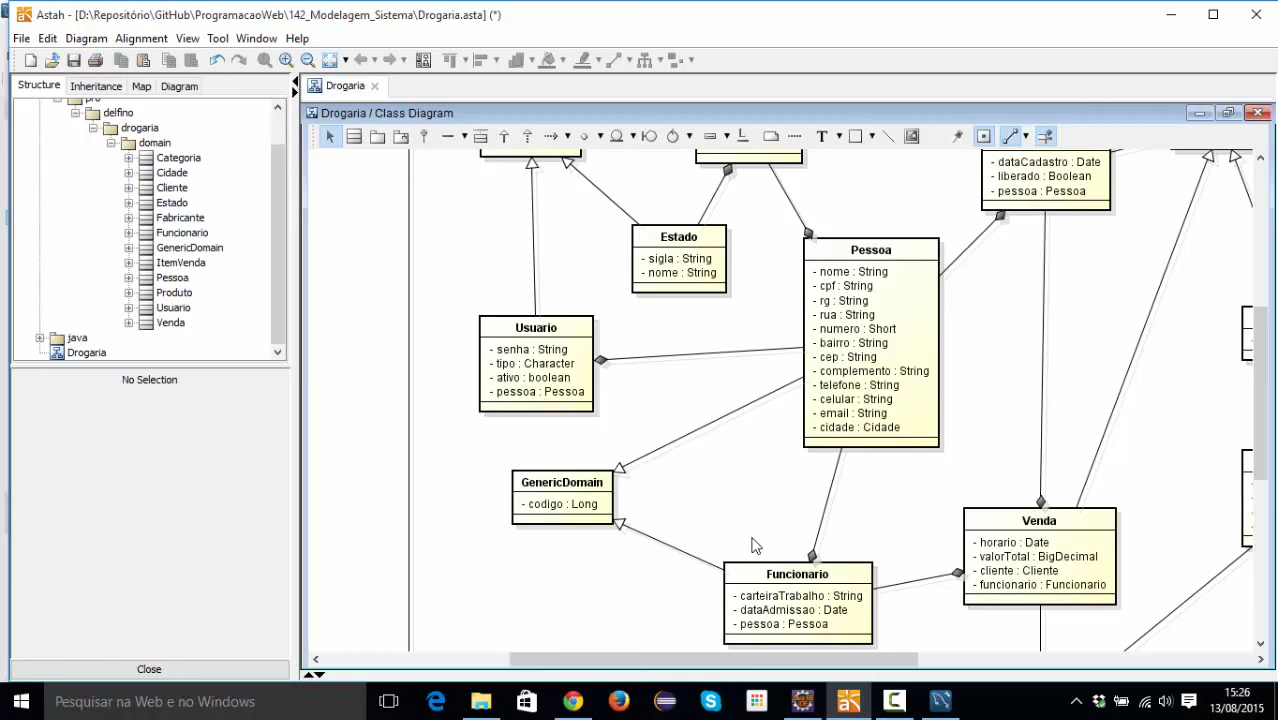 Astah - [D:\Repositório\GitHub\ProgramacaoWeb\142_Modelagem_Sistema\Drogaria.asta] (*)
File Edit Diagram Alignment View Tool Window Help
Structure Inheritance Map Diagram
pro
delfino
drogaria
domain
Categoria
Cidade
Cliente
Estado
Fabricante
Funcionario
GenericDomain
ItemVenda
Pessoa
Produto
Usuario
Venda
java
Drogaria
No Selection
Close
Drogaria
Drogaria / Class Diagram
- dataCadastro : Date
- liberado : Boolean
- pessoa : Pessoa
Estado
- sigla : String
- nome : String
Pessoa
- nome : String
- cpf : String
- rg : String
- rua : String
- numero : Short
- bairro : String
- cep : String
- complemento : String
- telefone : String
- celular : String
- email : String
- cidade : Cidade
Usuario
- senha : String
- tipo : Character
- ativo : boolean
- pessoa : Pessoa
GenericDomain
- codigo : Long
Funcionario
- carteiraTrabalho : String
- dataAdmissao : Date
- pessoa : Pessoa
Venda
- horario : Date
- valorTotal : BigDecimal
- cliente : Cliente
- funcionario : Funcionario
Pesquisar na Web e no Windows
15:26
13/08/2015